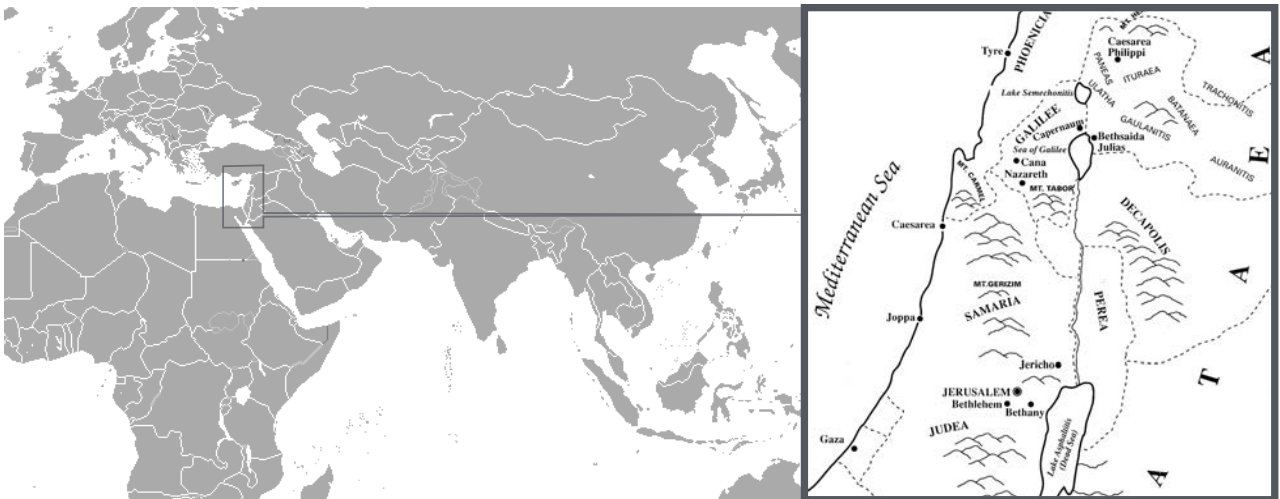 PHOENICIA
Tyre
Caesarea
Philippi
PANEAS
ITURAEA
Lake Semechonitis
ULATHA
TRACHONITIS
BATANAEA
GALILEE
GAULANITIS
Capernaum
Bethsaida
Julias
Sea of Galilee
Cana
AURANITIS
Nazareth
MT. CARMEL
MT. TABOR
Mediterranean Sea
DECAPOLIS
Caesarea
MT.GERIZIM
SAMARIA
PEREA
Joppa
Jericho
JERUSALEM
Bethlehem
Bethany
JUDEA
Gaza
Lake Asphaltitis
(Dead Sea)
A
E
A
T
A